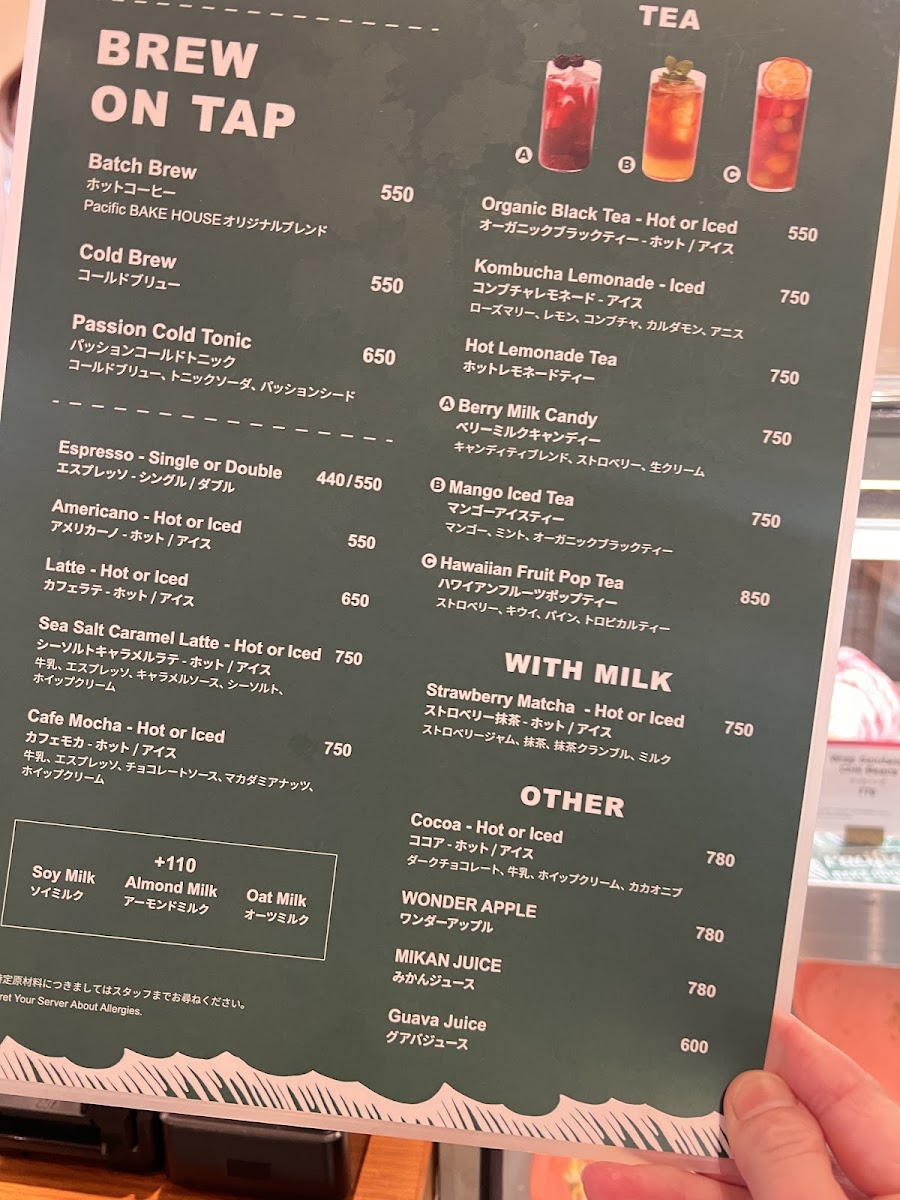 BREW
ON TAP
Batch Brew
ホットコーヒー
550
Pacific BAKE HOUSEオリジナルブレンド
Cold Brew
コールドブリュー
550
Passion Cold Tonic
パッションコールドトニック
650
コールドブリュー、トニックソーダ、パッションシード
Espresso - Single or Double
エスプレッソ - シングル / ダブル
440/550
Americano - Hot or Iced
アメリカーノ - ホット / アイス
550
Latte - Hot or Iced
カフェラテ - ホット / アイス
650
Sea Salt Caramel Latte - Hot or Iced 750
シーソルトキャラメルラテ - ホット / アイス
牛乳、エスプレッソ、キャラメルソース、シーソルト、
ホイップクリーム
Cafe Mocha - Hot or Iced
カフェモカ - ホット / アイス
750
牛乳、エスプレッソ、チョコレートソース、マカダミアナッツ、
ホイップクリーム
+110
Soy Milk
ソイミルク
Almond Milk
アーモンドミルク
Oat Milk
オーツミルク
定原材料につきましてはスタッフまでお尋ねください。
Your Server About Allergies.
TEA
A
B
C
Organic Black Tea - Hot or Iced
オーガニックブラックティー - ホット / アイス
550
Kombucha Lemonade - Iced
コンブチャレモネード - アイス
750
ローズマリー、レモン、コンブチャ、カルダモン、アニス
Hot Lemonade Tea
ホットレモネードティー
750
A Berry Milk Candy
ベリーミルクキャンディー
750
キャンディティブレンド、ストロベリー、生クリーム
B Mango Iced Tea
マンゴーアイスティー
750
マンゴー、ミント、オーガニックブラックティー
C Hawaiian Fruit Pop Tea
ハワイアンフルーツポップティー
850
ストロベリー、キウイ、パイン、トロピカルティー
WITH MILK
Strawberry Matcha - Hot or Iced
ストロベリー抹茶 - ホット / アイス
750
ストロベリージャム、抹茶、抹茶クランブル、ミルク
OTHER
Cocoa - Hot or Iced
ココア - ホット / アイス
780
ダークチョコレート、牛乳、ホイップクリーム、カカオニブ
WONDER APPLE
ワンダーアップル
780
MIKAN JUICE
みかんジュース
780
Guava Juice
グアバジュース
600